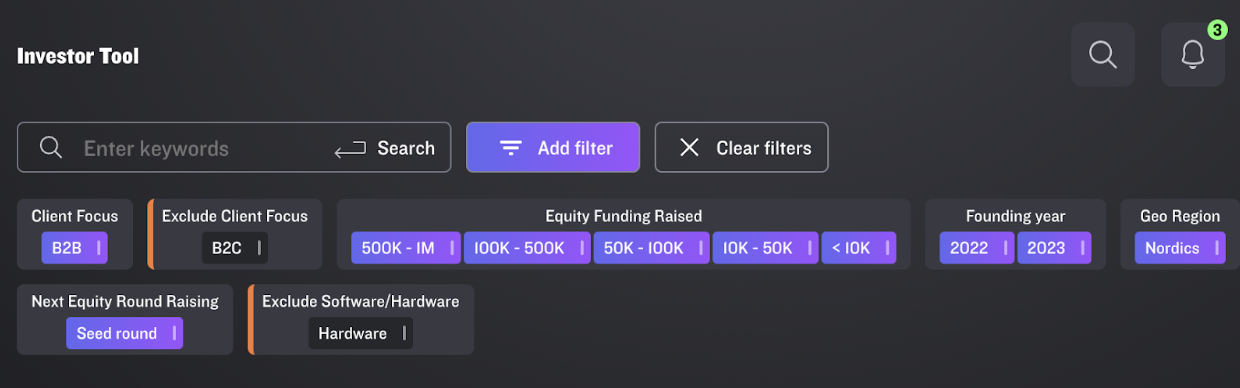 Investor Tool
3
Enter keywords
Search
Add filter
Clear filters
Client Focus
B2B
Exclude Client Focus
B2C
Equity Funding Raised
500K - 1M
100K - 500K
50K - 100K
10K - 50K
< 10K
Founding year
2022
2023
Geo Region
Nordics
Next Equity Round Raising
Seed round
Exclude Software/Hardware
Hardware